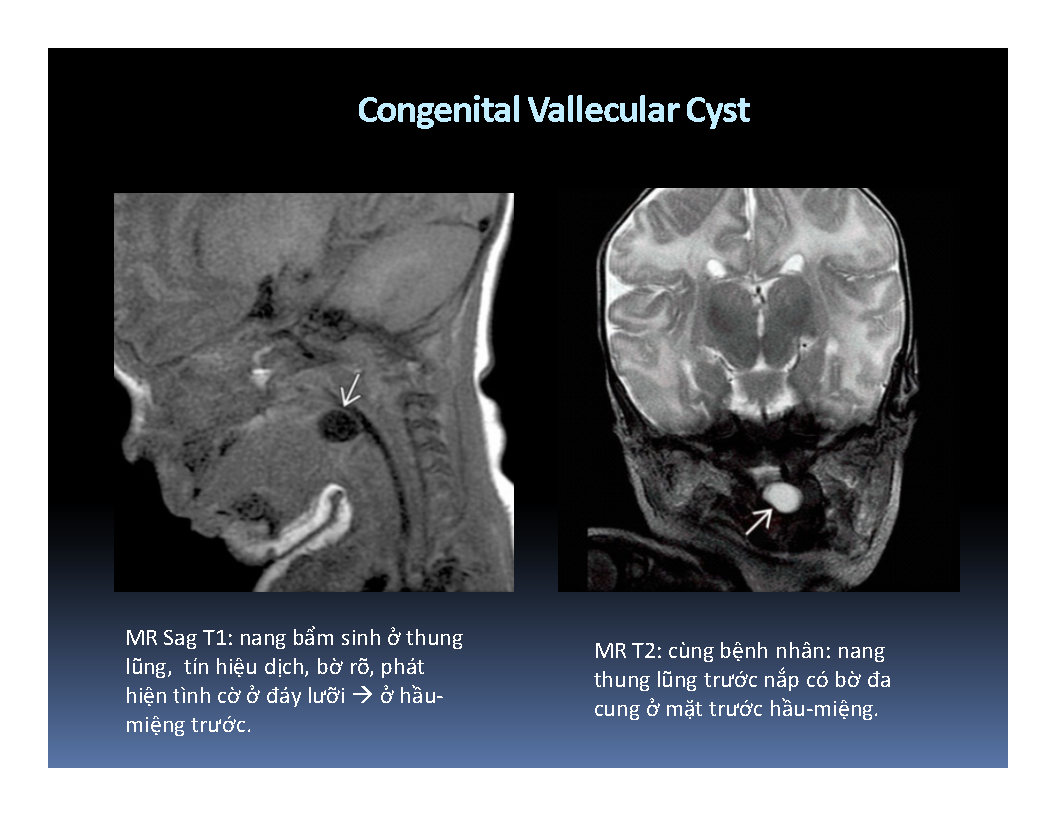 Congenital Vallecular Cyst
MR Sag T1: nang bẩm sinh ở thung
lũng, tín hiệu dịch, bờ rõ, phát
hiện tình cờ ở đáy lưỡi → ở hầu-
miệng trước.
MR T2: cùng bệnh nhân: nang
thung lũng trước nắp có bờ đa
cung ở mặt trước hầu-miệng.